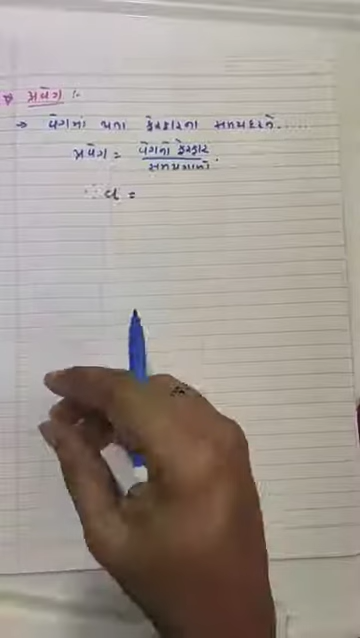 પ્રવેગ :-
→ વેગમાં થતા ફેરફારના સમયદરને......
પ્રવેગ = વેગનો ફેરફાર / સમયગાળો
∴ a =